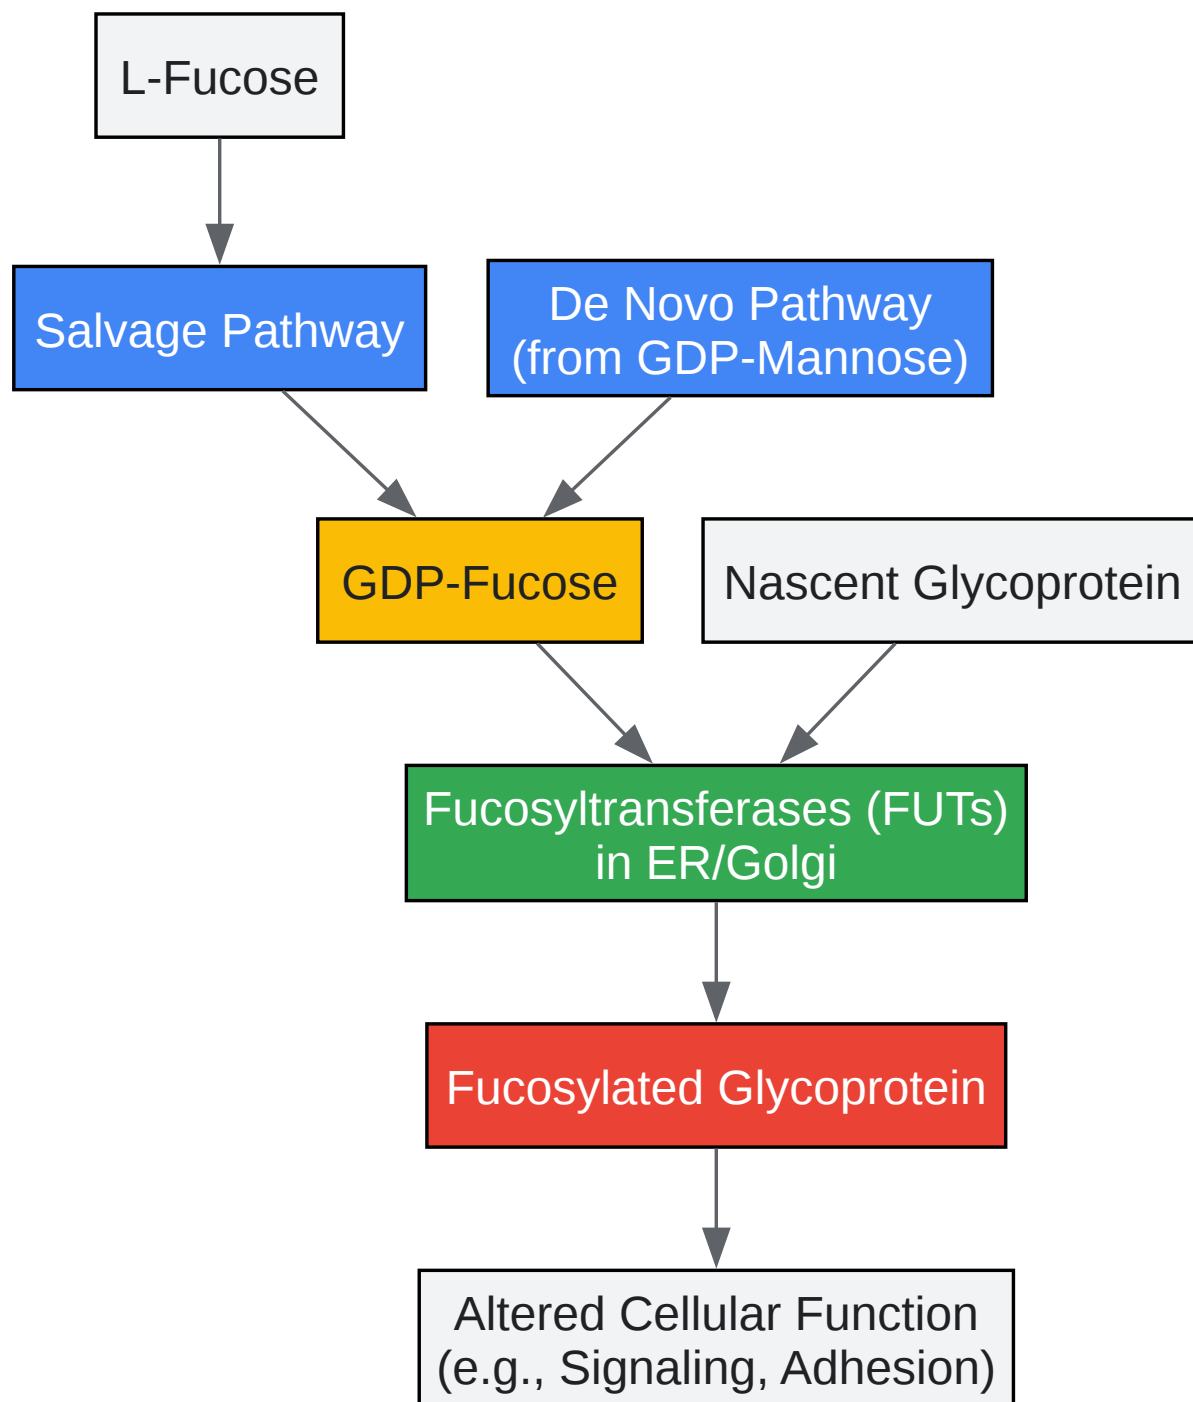 L-Fucose
Salvage Pathway
De Novo Pathway
(from GDP-Mannose)
GDP-Fucose
Nascent Glycoprotein
Fucosyltransferases (FUTs)
in ER/Golgi
Fucosylated Glycoprotein
Altered Cellular Function
(e.g., Signaling, Adhesion)